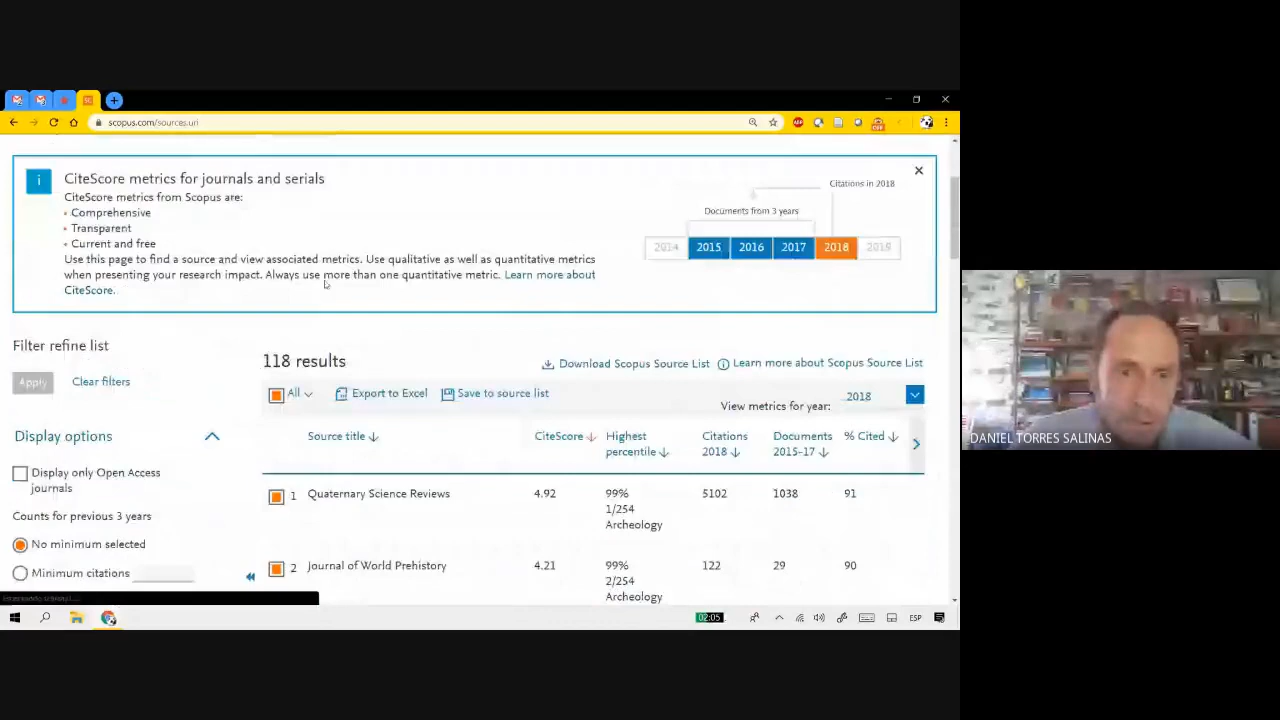 scopus.com/sources.uri
CiteScore metrics for journals and serials
CiteScore metrics from Scopus are:
Comprehensive
Transparent
Current and free
Use this page to find a source and view associated metrics. Use qualitative as well as quantitative metrics
when presenting your research impact. Always use more than one quantitative metric. Learn more about
CiteScore.
Citations in 2018
Documents from 3 years
2014 2015 2016 2017 2018 2019
Filter refine list
Apply Clear filters
118 results
Download Scopus Source List Learn more about Scopus Source List
All Export to Excel Save to source list
View metrics for year: 2018
Display options
Display only Open Access
journals
Counts for previous 3 years
No minimum selected
Minimum citations
Source title CiteScore Highest percentile Citations 2018 Documents 2015-17 % Cited
1 Quaternary Science Reviews 4.92 99% 5102 1038 91
1/254
Archeology
2 Journal of World Prehistory 4.21 99% 122 29 90
2/254
Archeology
DANIEL TORRES SALINAS
02:05
ESP